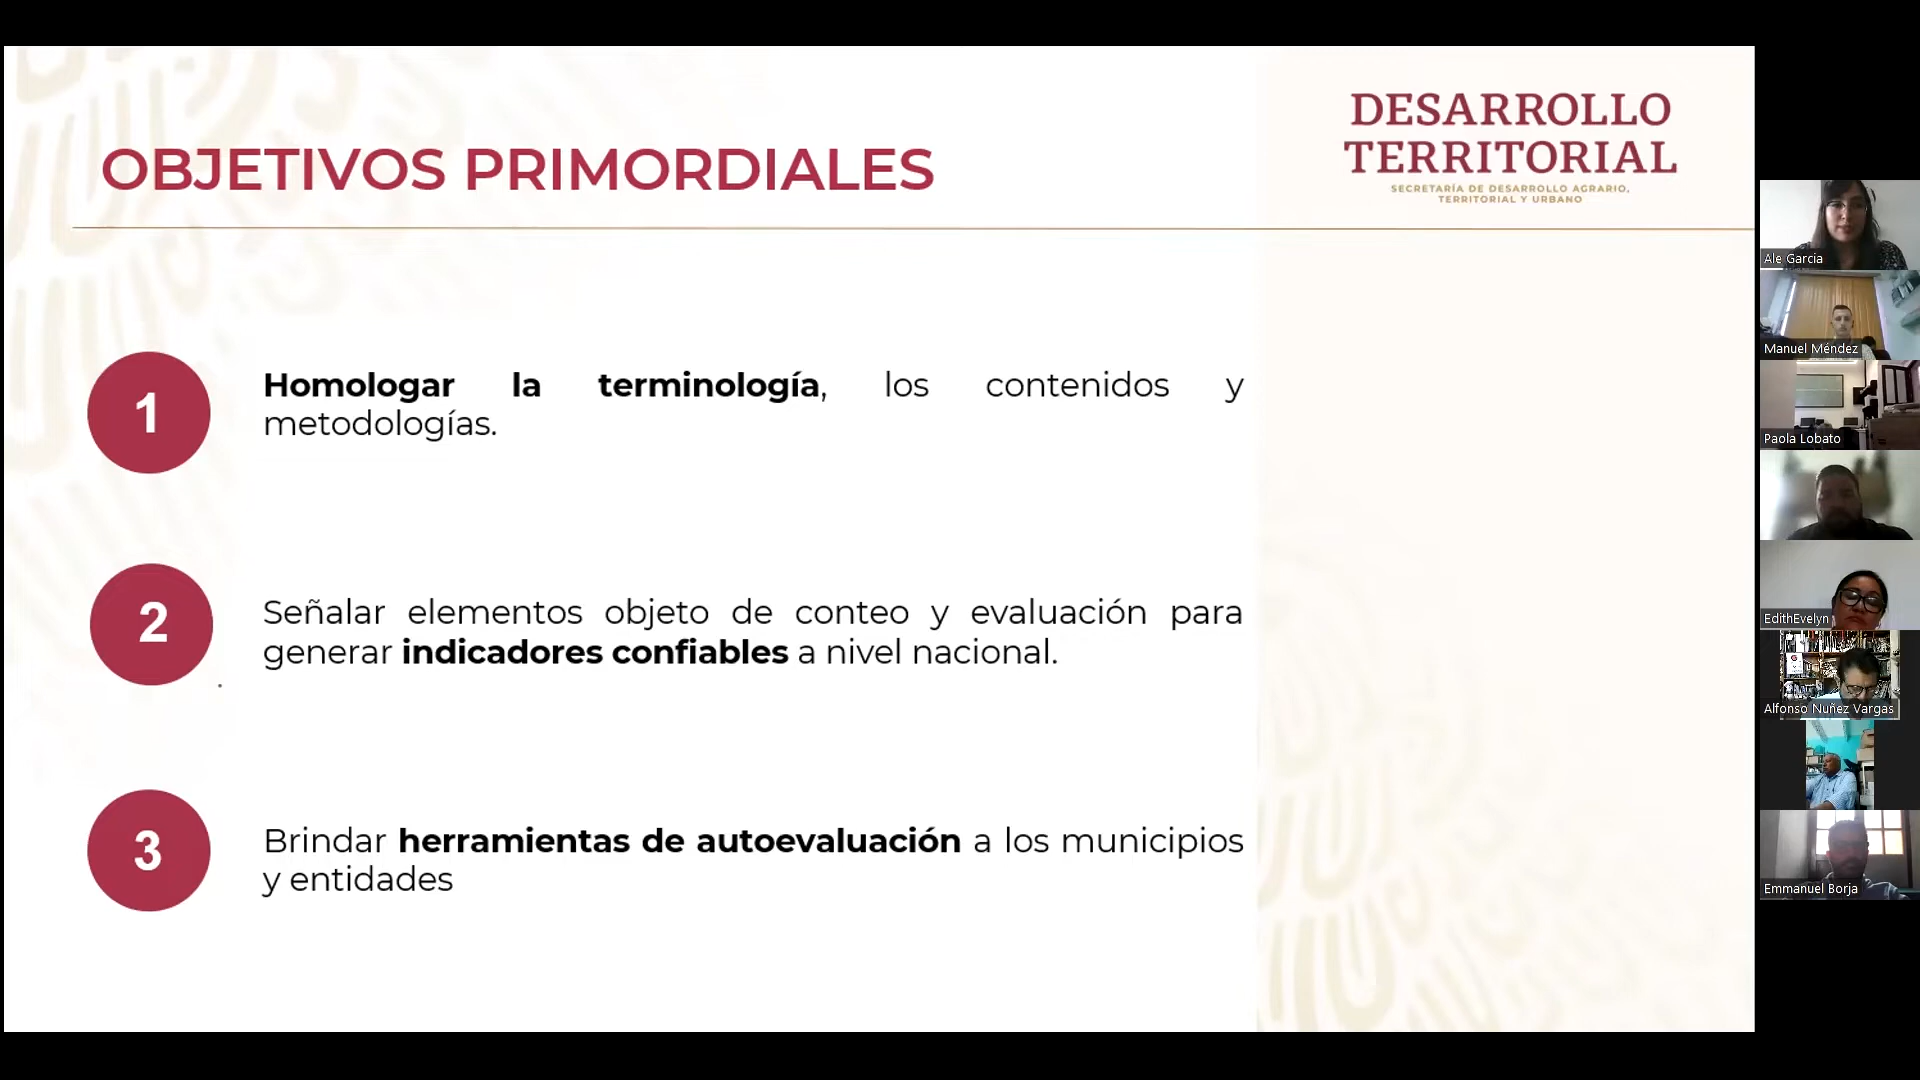 OBJETIVOS PRIMORDIALES
DESARROLLO
TERRITORIAL
SECRETARÍA DE DESARROLLO AGRARIO,
TERRITORIAL Y URBANO
1
Homologar la terminología, los contenidos y
metodologías.
2
Señalar elementos objeto de conteo y evaluación para
generar indicadores confiables a nivel nacional.
3
Brindar herramientas de autoevaluación a los municipios
y entidades
Ale Garcia
Manuel Méndez
Paola Lobato
EdithEvelyn
Alfonso Nuñez Vargas
Emmanuel Borja